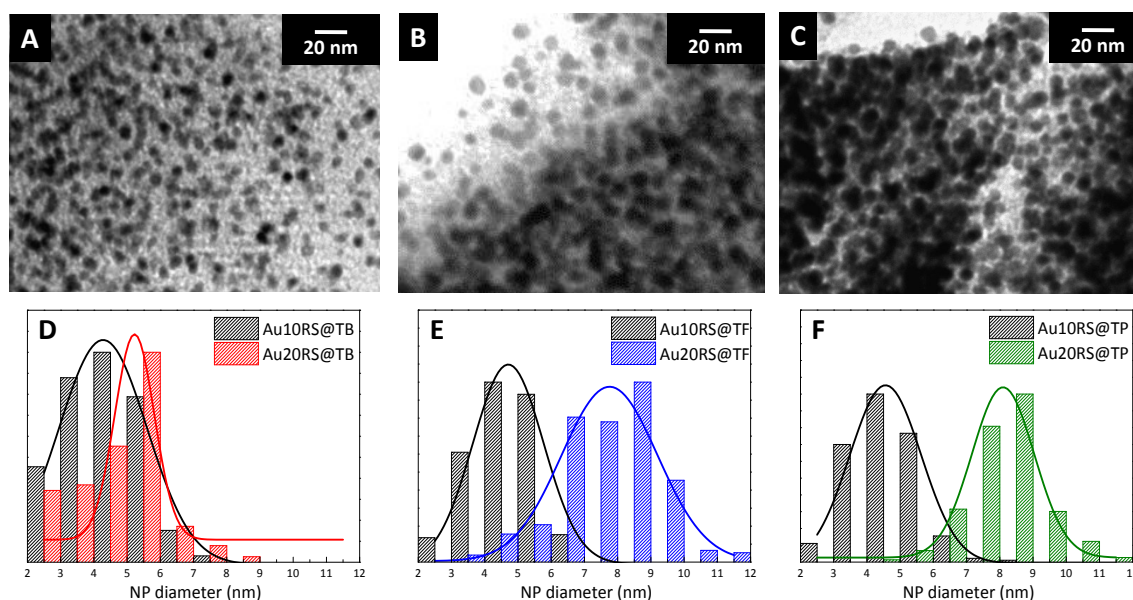 A
20 nm
B
20 nm
C
20 nm
D
Au10RS@TB
Au20RS@TB
2 3 4 5 6 7 8 9 10 11 12
NP diameter (nm)
E
Au10RS@TF
Au20RS@TF
2 3 4 5 6 7 8 9 10 11 12
NP diameter (nm)
F
Au10RS@TP
Au20RS@TP
2 3 4 5 6 7 8 9 10 11 12
NP diameter (nm)